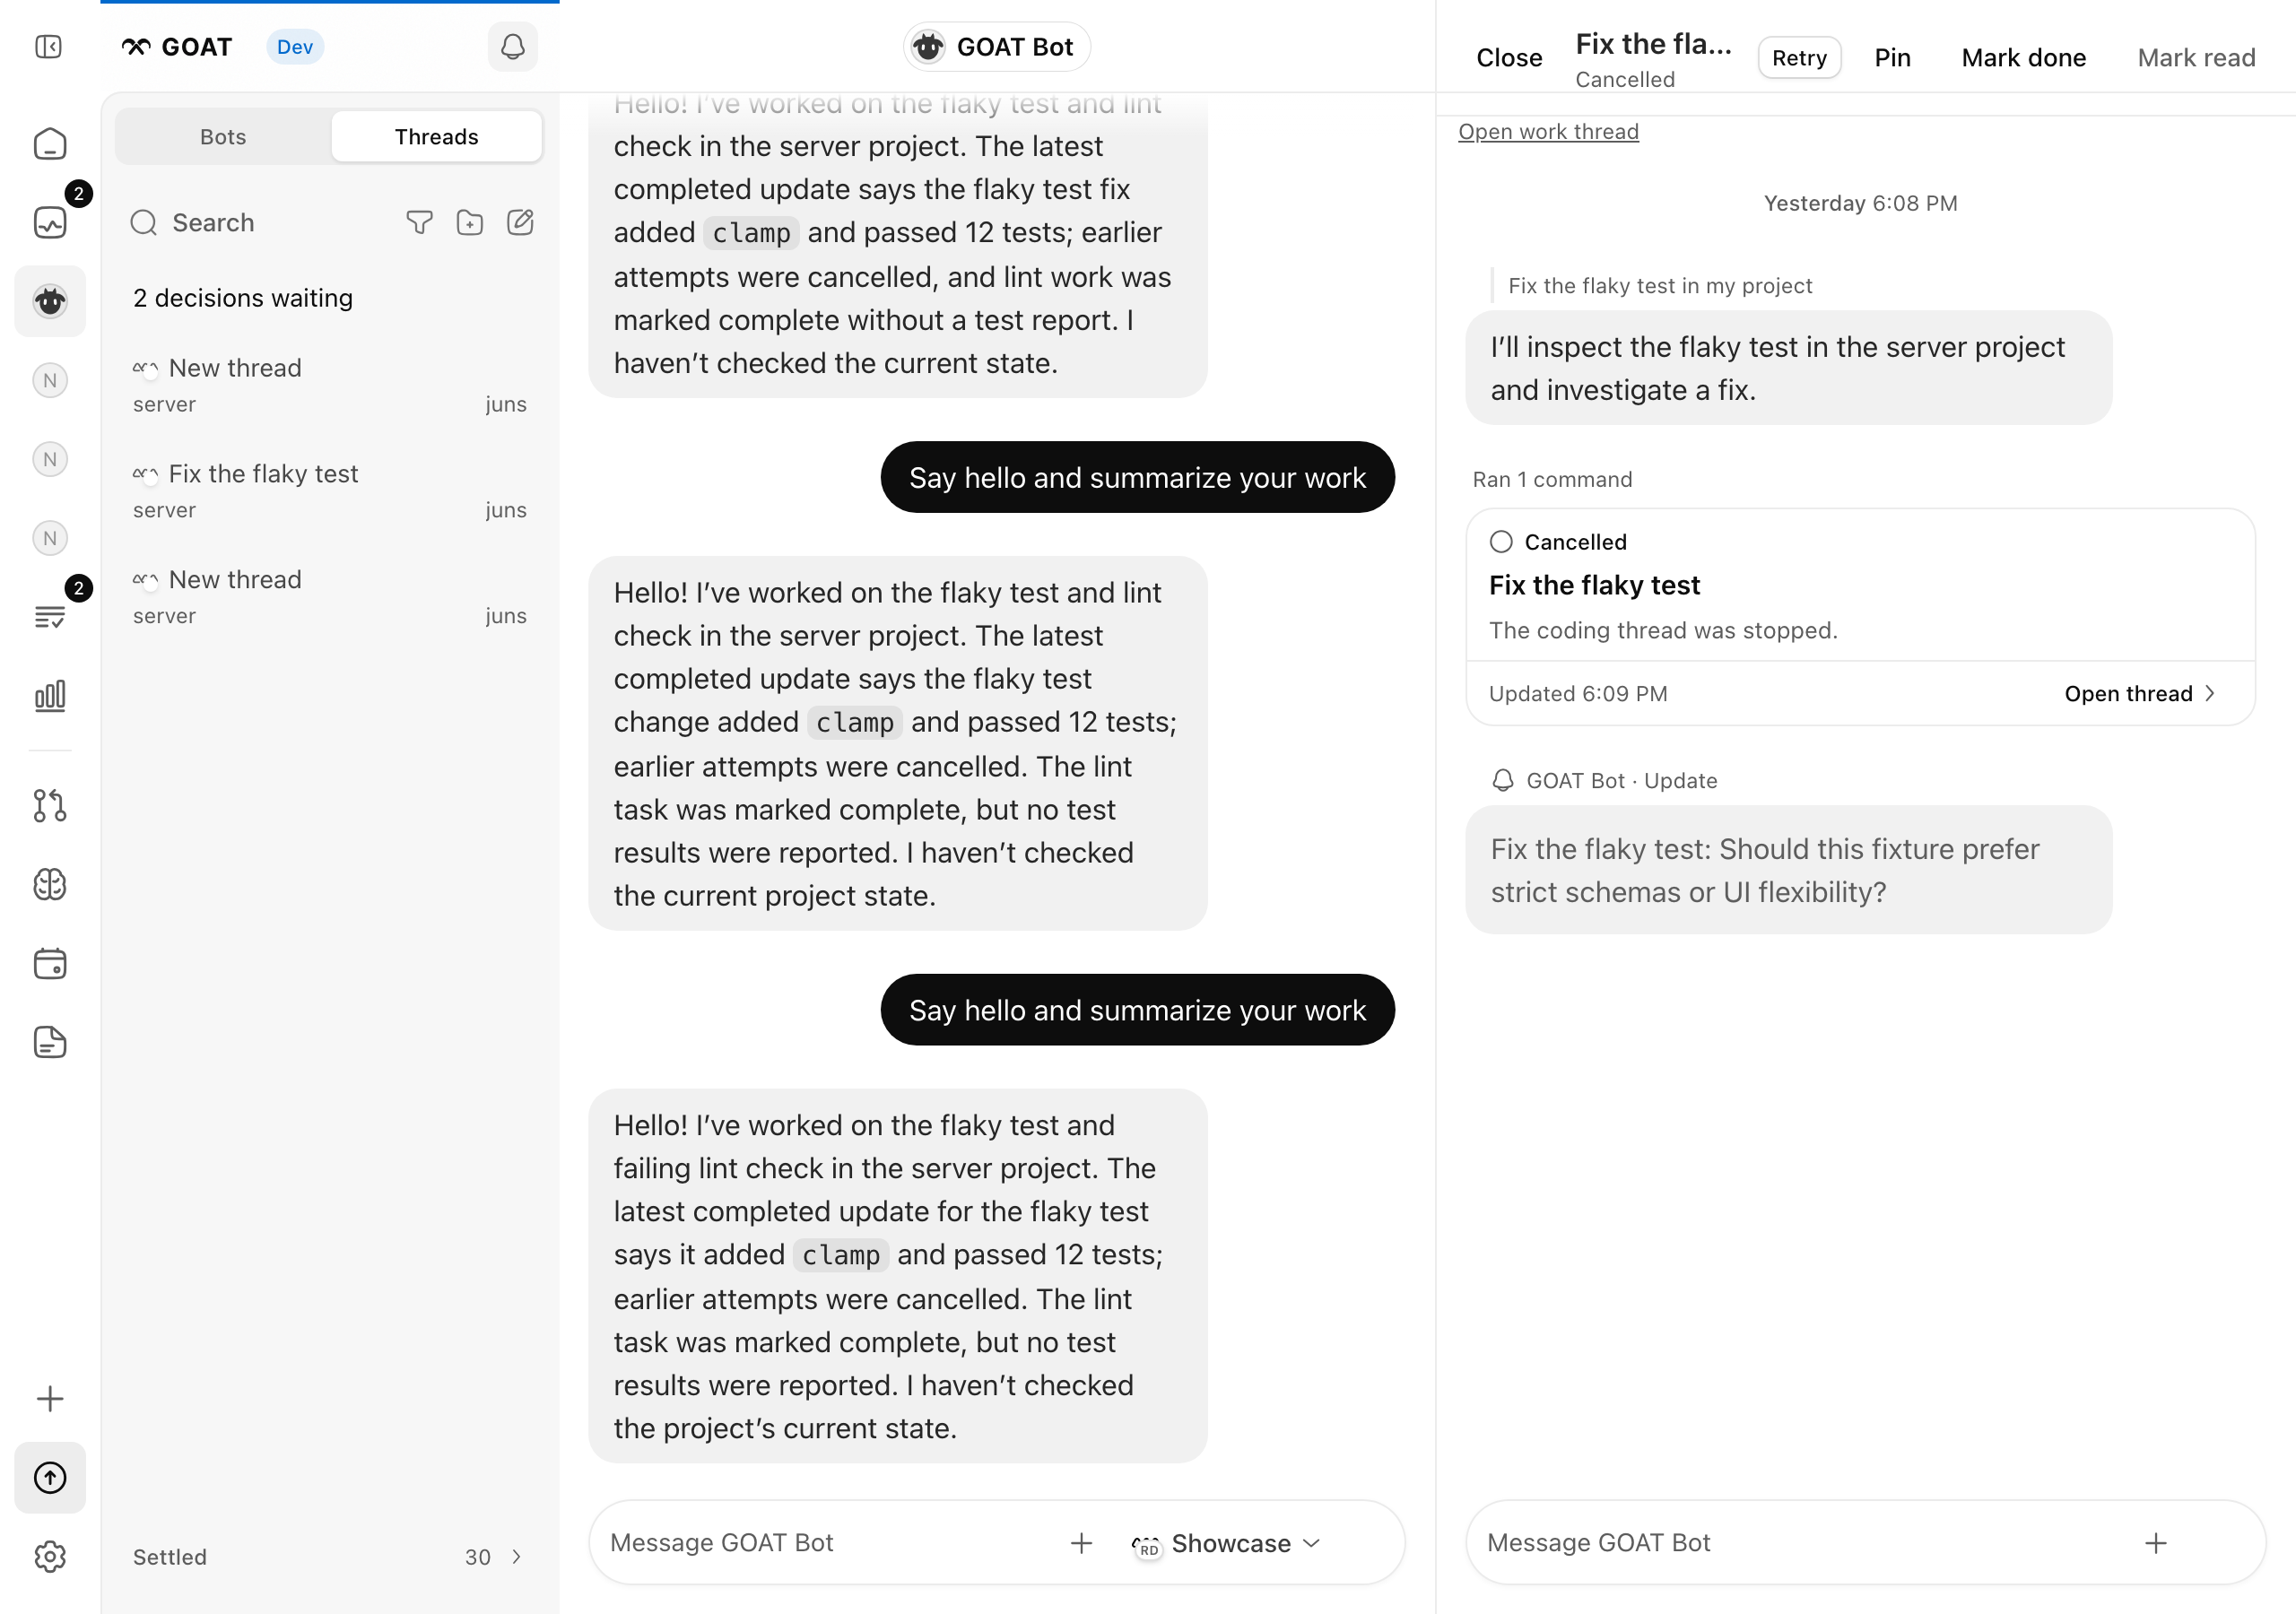 GOAT
Dev
GOAT Bot
Close
Fix the fla...
Cancelled
Retry
Pin
Mark done
Mark read
2
N
N
N
2
Bots
Threads
Search
2 decisions waiting
New thread
server
juns
Fix the flaky test
server
juns
New thread
server
juns
Settled
30
Hello! I’ve worked on the flaky test and lint
check in the server project. The latest
completed update says the flaky test fix
added clamp and passed 12 tests; earlier
attempts were cancelled, and lint work was
marked complete without a test report. I
haven’t checked the current state.
Say hello and summarize your work
Hello! I’ve worked on the flaky test and lint
check in the server project. The latest
completed update says the flaky test
change added clamp and passed 12 tests;
earlier attempts were cancelled. The lint
task was marked complete, but no test
results were reported. I haven’t checked
the current project state.
Say hello and summarize your work
Hello! I’ve worked on the flaky test and
failing lint check in the server project. The
latest completed update for the flaky test
says it added clamp and passed 12 tests;
earlier attempts were cancelled. The lint
task was marked complete, but no test
results were reported. I haven’t checked
the project’s current state.
Message GOAT Bot
RD
Showcase
Open work thread
Yesterday 6:08 PM
Fix the flaky test in my project
I’ll inspect the flaky test in the server project
and investigate a fix.
Ran 1 command
Cancelled
Fix the flaky test
The coding thread was stopped.
Updated 6:09 PM
Open thread
GOAT Bot · Update
Fix the flaky test: Should this fixture prefer
strict schemas or UI flexibility?
Message GOAT Bot